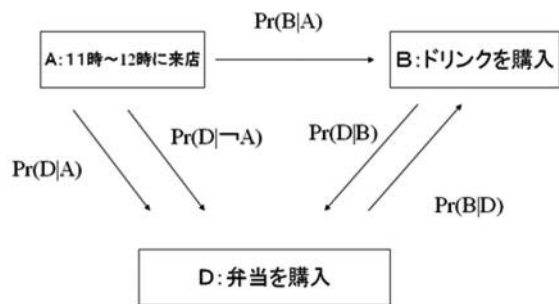 Pr(B|A)
A:11時～12時に来店
B:ドリンクを購入
Pr(D|¬A)
Pr(D|B)
Pr(D|A)
Pr(B|D)
D:弁当を購入